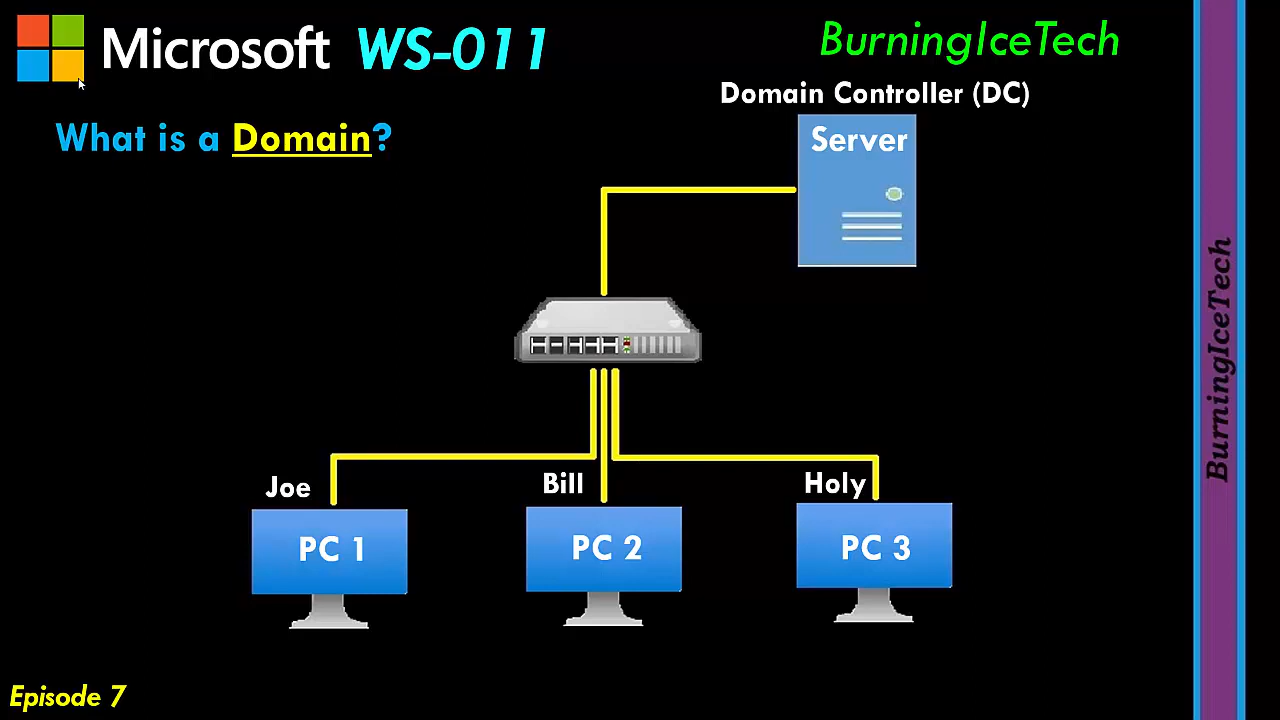 Microsoft WS-011
BurningIceTech
Domain Controller (DC)
What is a Domain?
Server
Joe
Bill
Holy
PC 1
PC 2
PC 3
BurningIceTech
Episode 7